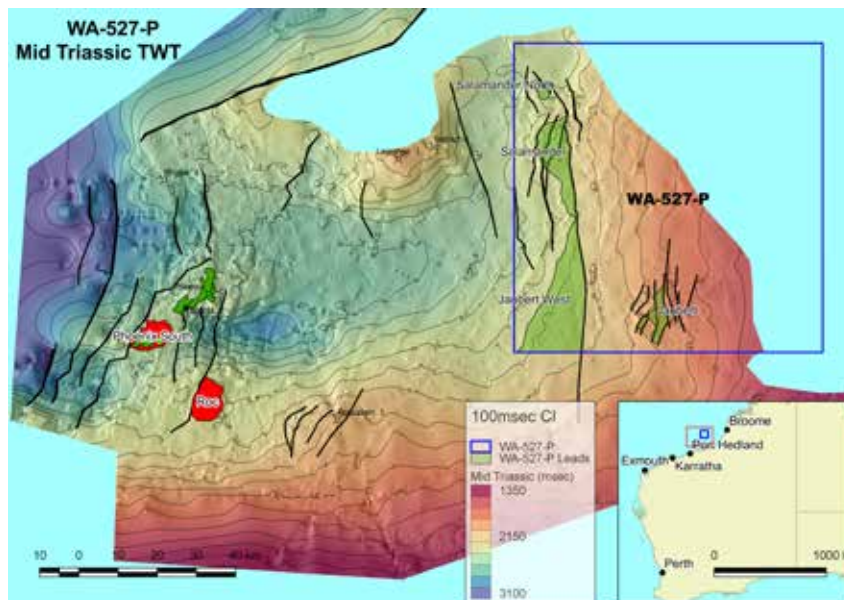 WA-527-P
Mid Triassic TWT
Salamander North
Salamander
WA-527-P
Jaubert West
Jaubert
Phoenix South
Roc
100msec CI
WA-527-P
WA-527-P Leads
Mid Triassic (msec)
1350
2150
3100
10 0 10 20 30 40 km
Broome
Port Hedland
Exmouth
Karratha
Perth
0 1000